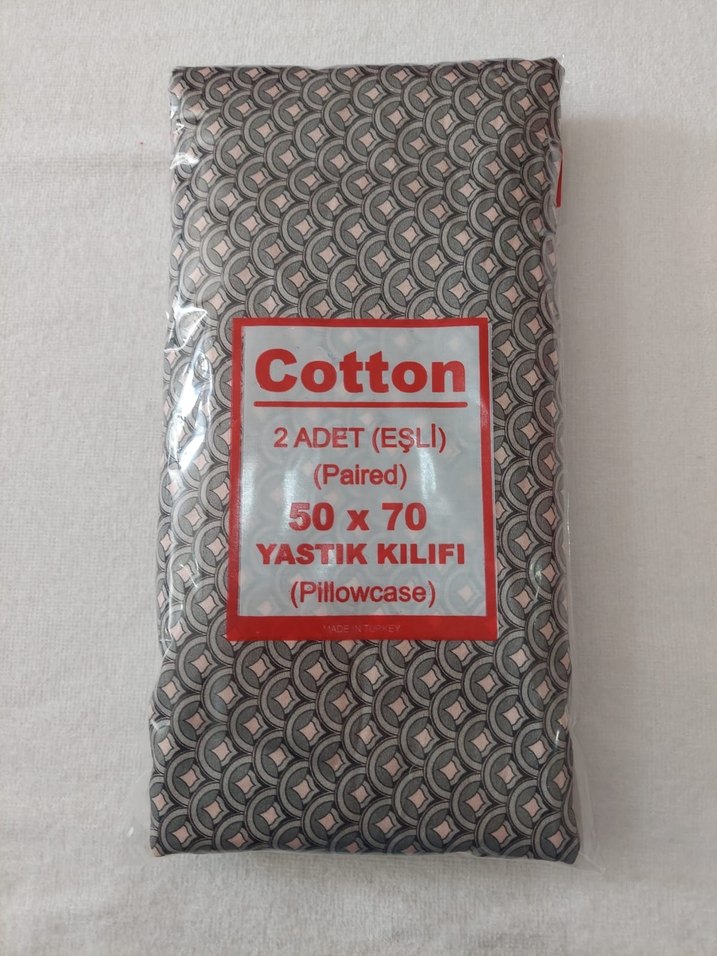 Cotton
2 ADET (EŞLİ)
(Paired)
50 x 70
YASTIK KILIFI
(Pillowcase)
MADE IN TURKEY